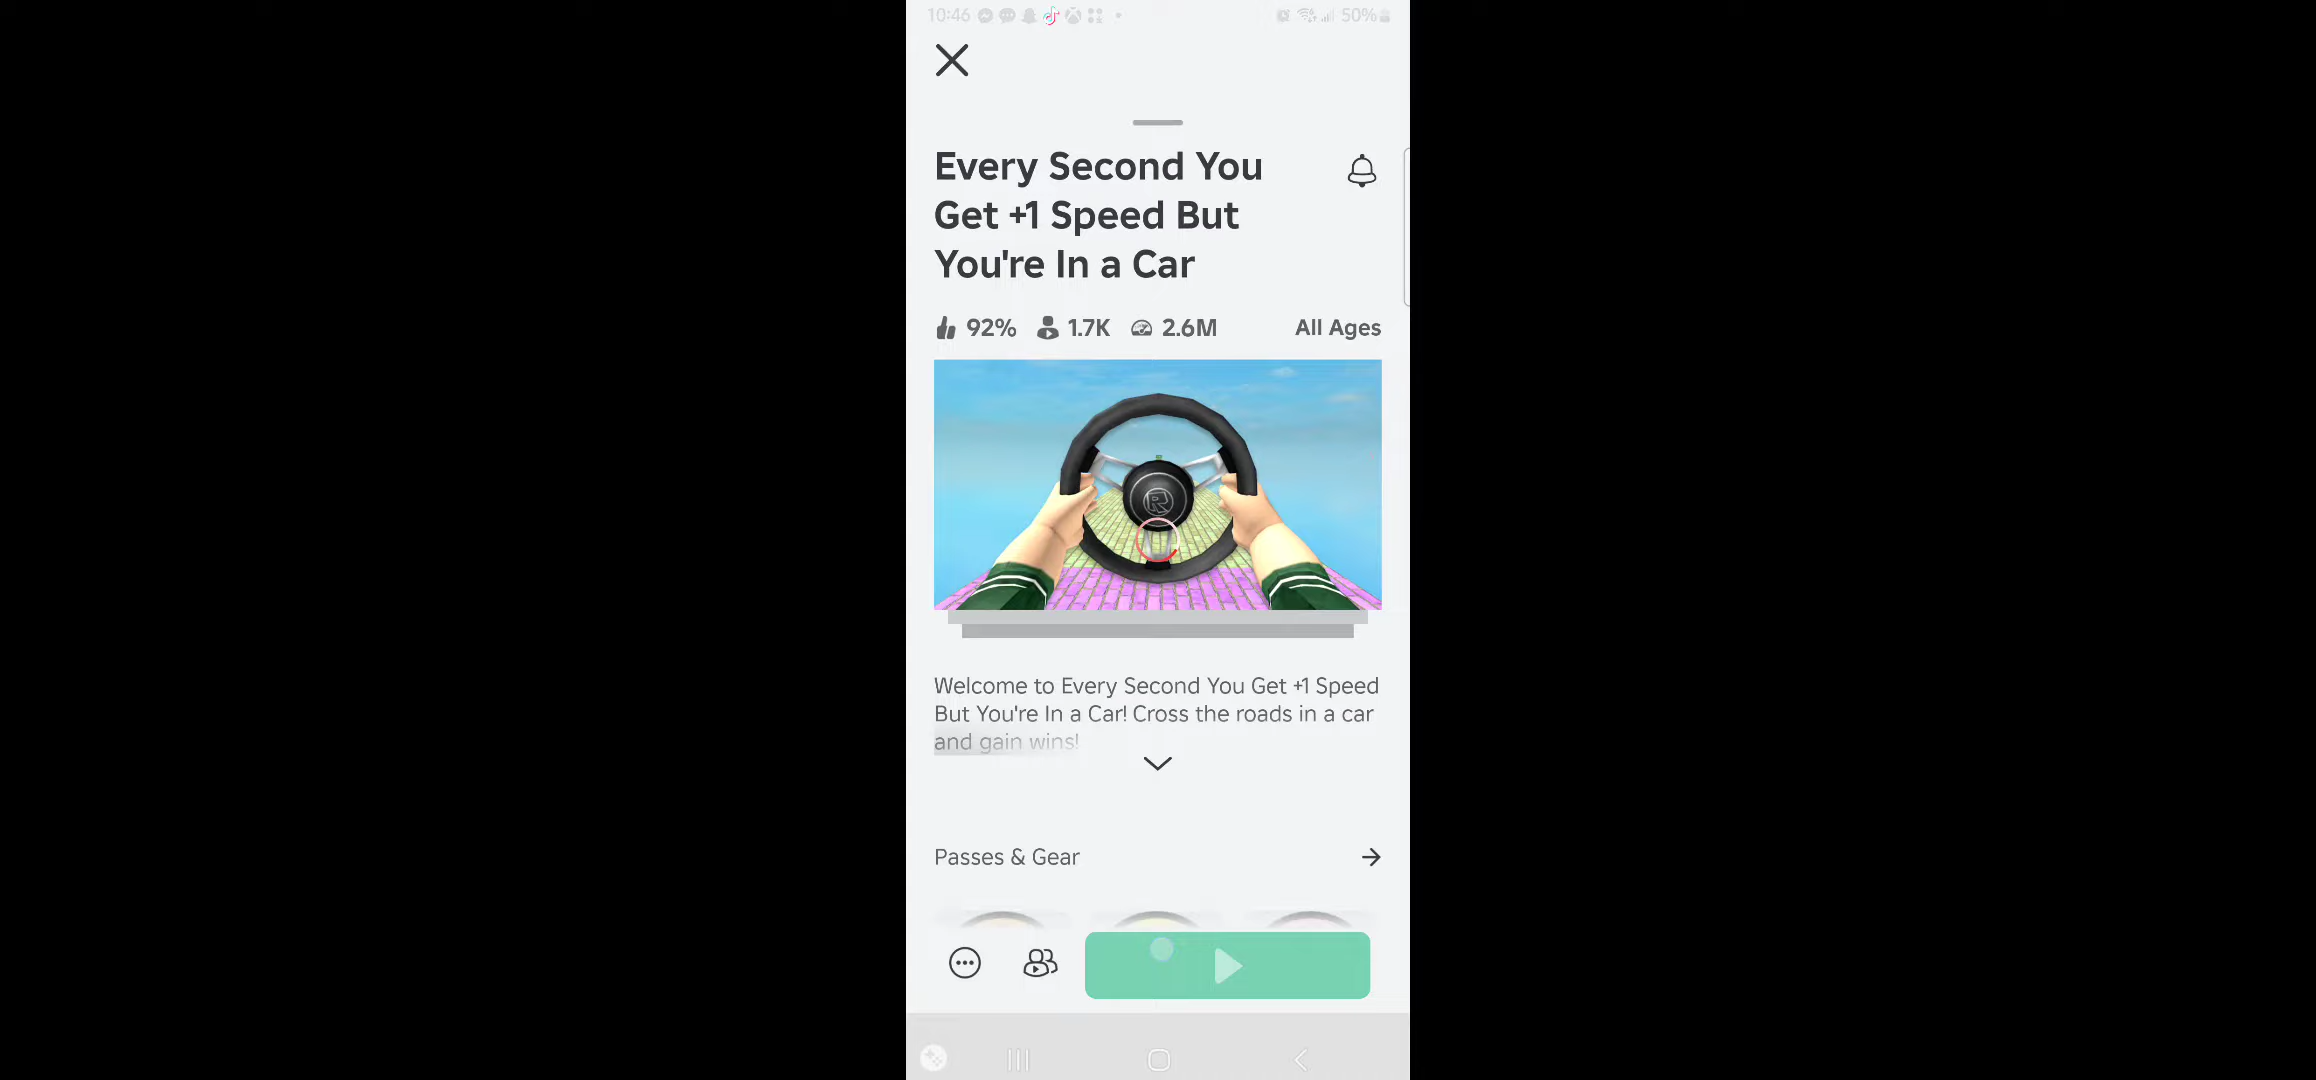 10:46
50%
Every Second You
Get +1 Speed But
You're In a Car
92% 1.7K 2.6M All Ages
Welcome to Every Second You Get +1 Speed
But You're In a Car! Cross the roads in a car
and gain wins!
Passes & Gear